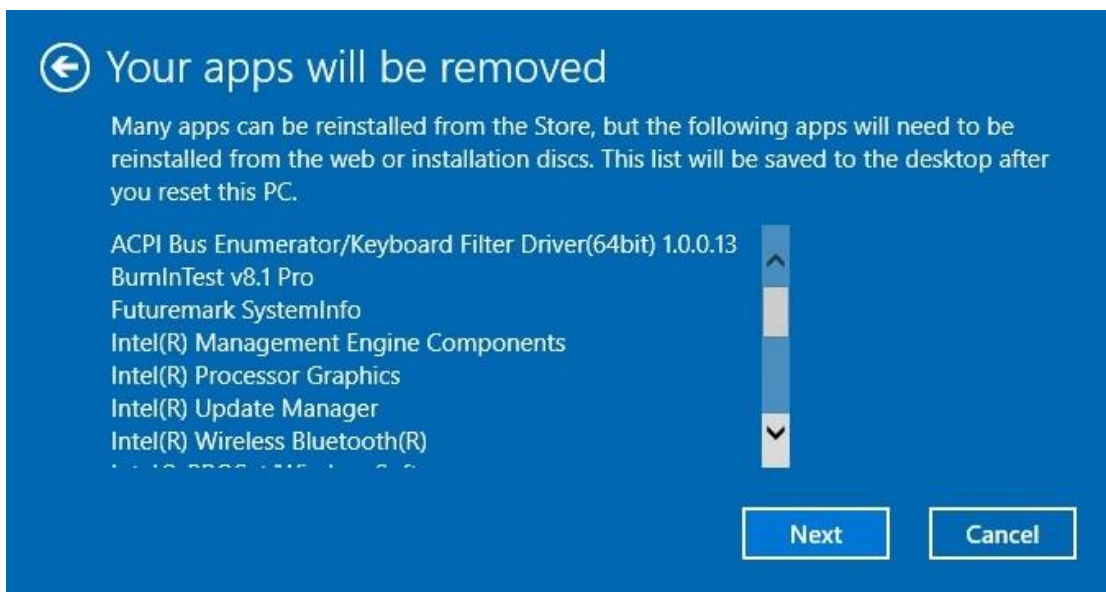 Your apps will be removed
Many apps can be reinstalled from the Store, but the following apps will need to be
reinstalled from the web or installation discs. This list will be saved to the desktop after
you reset this PC.
ACPI Bus Enumerator/Keyboard Filter Driver(64bit) 1.0.0.13
BurnInTest v8.1 Pro
Futuremark SystemInfo
Intel(R) Management Engine Components
Intel(R) Processor Graphics
Intel(R) Update Manager
Intel(R) Wireless Bluetooth(R)
Next
Cancel